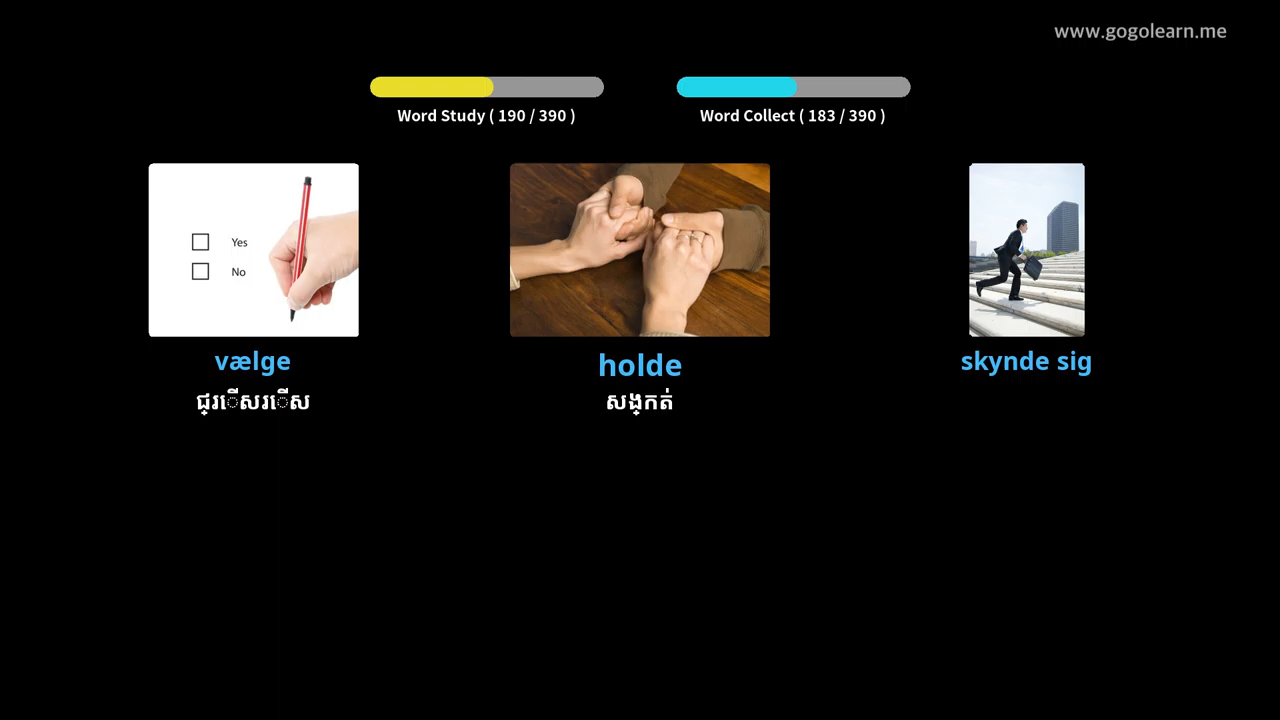 www.gogolearn.me
Word Study ( 190 / 390 )
Word Collect ( 183 / 390 )
Yes
No
vælge
holde
skynde sig
ជ្រើសរើស
សង្កត់